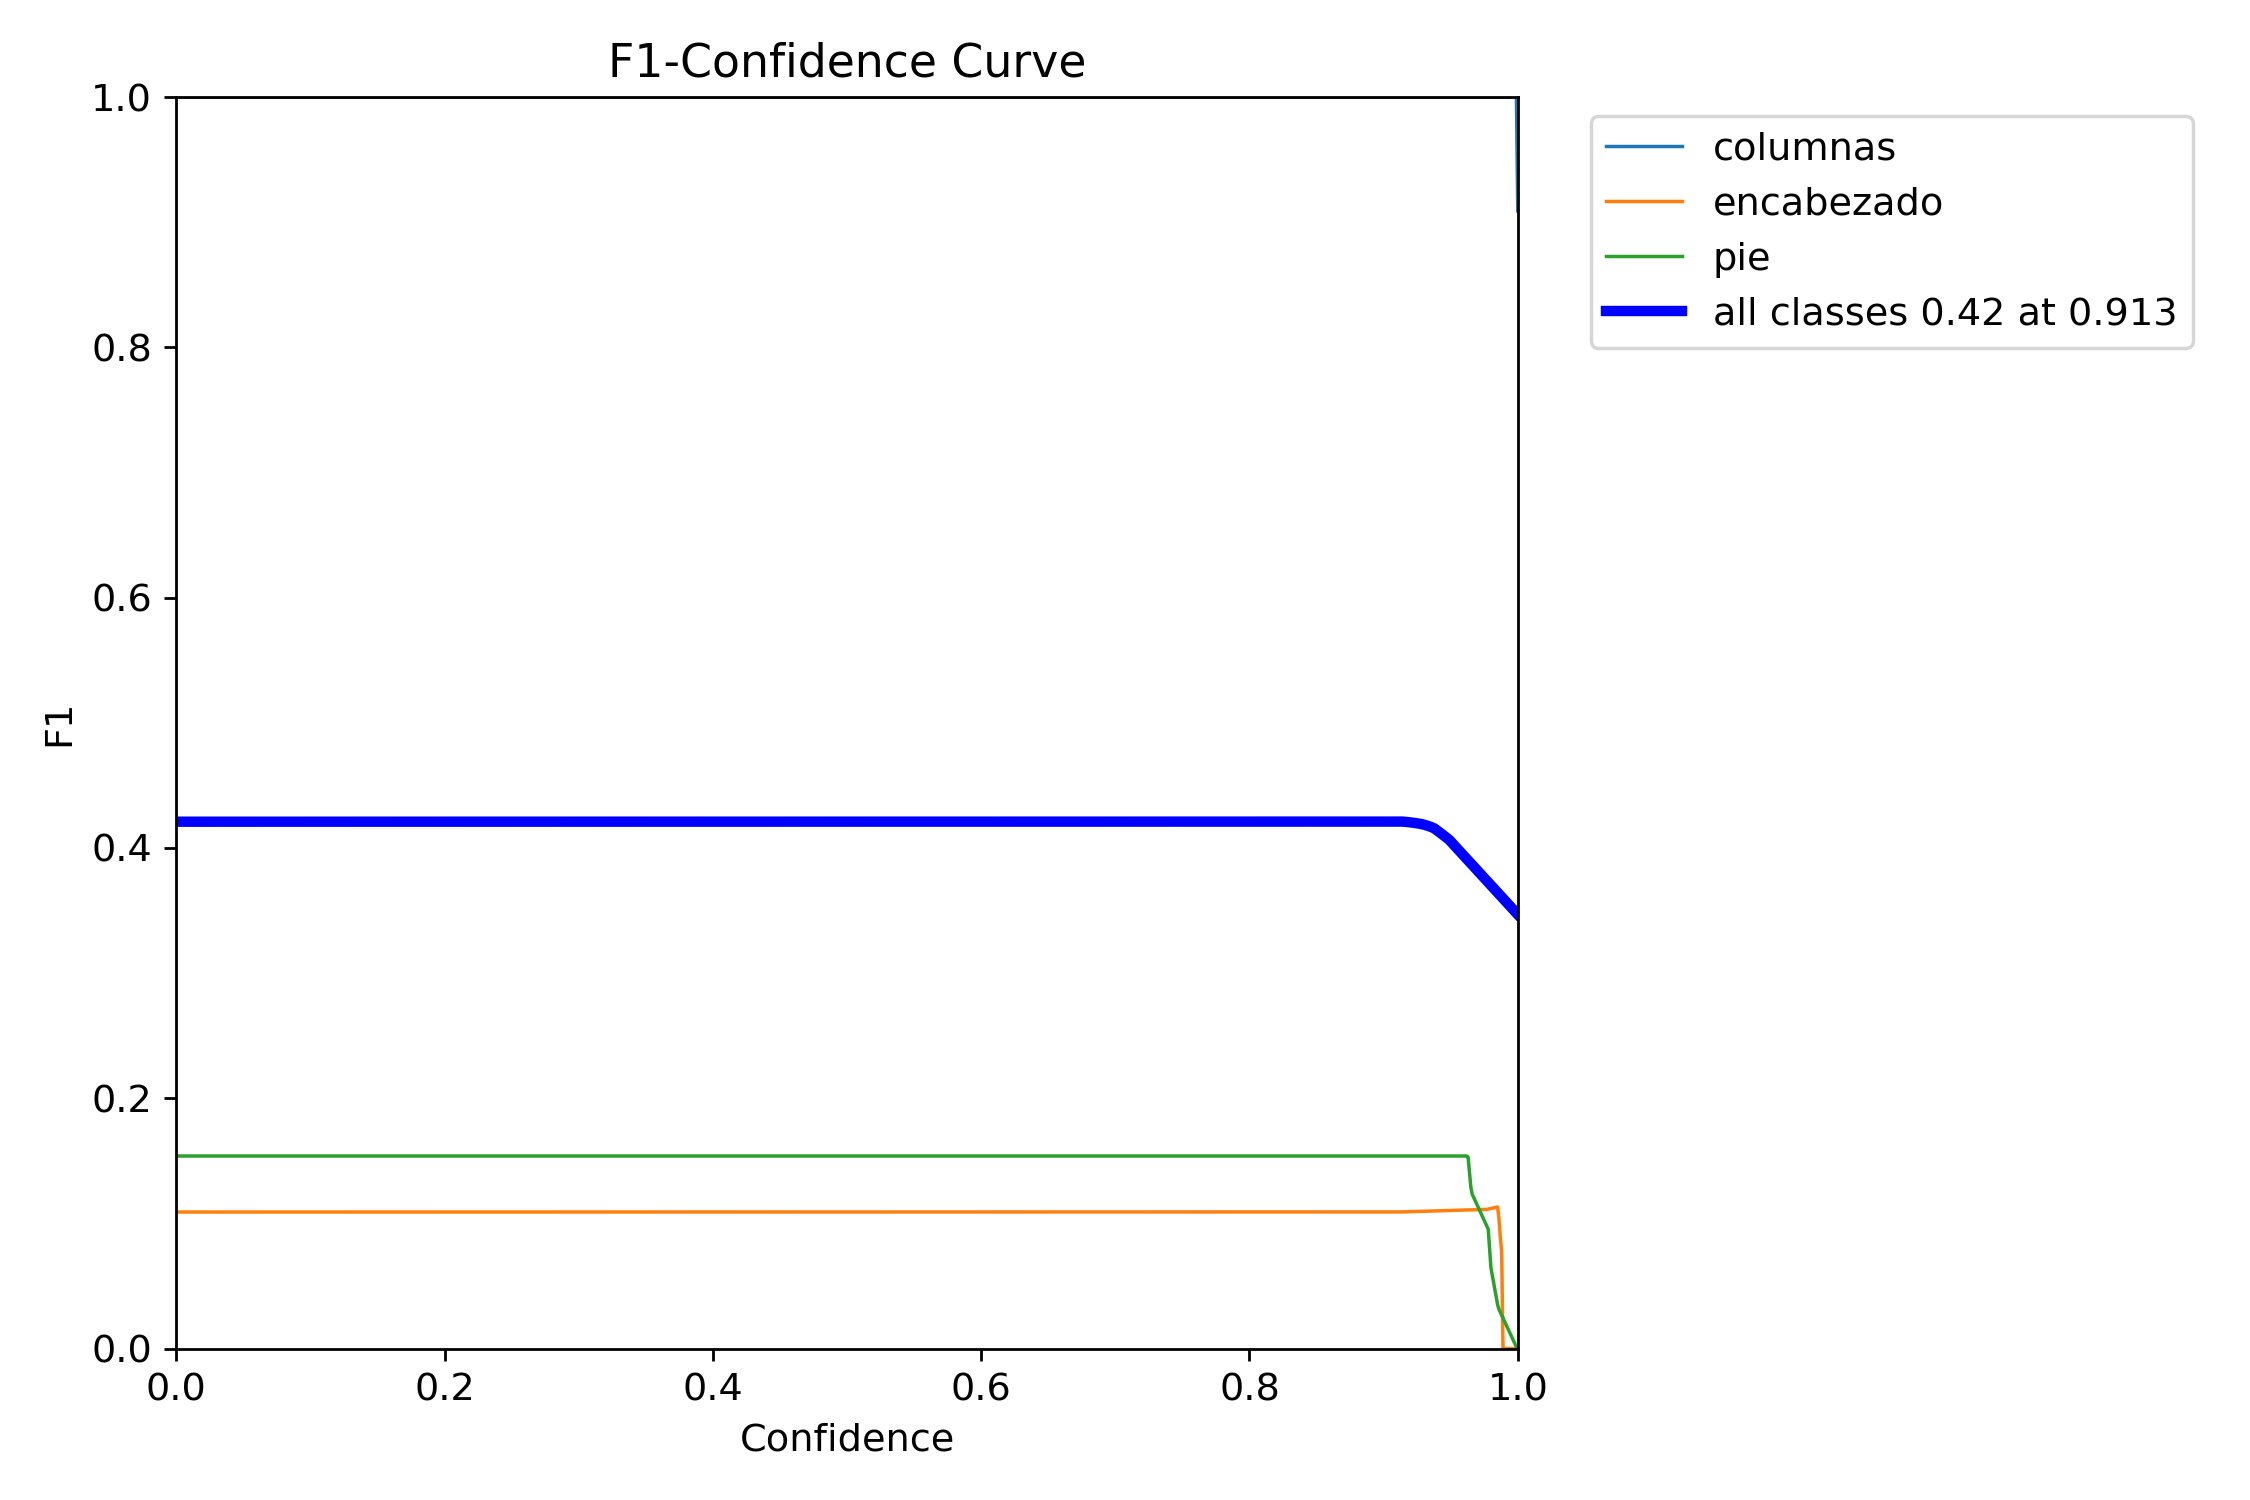 F1-Confidence Curve
1.0
0.8
0.6
0.4
0.2
0.0
F1
0.0 0.2 0.4 0.6 0.8 1.0
Confidence
columnas
encabezado
pie
all classes 0.42 at 0.913